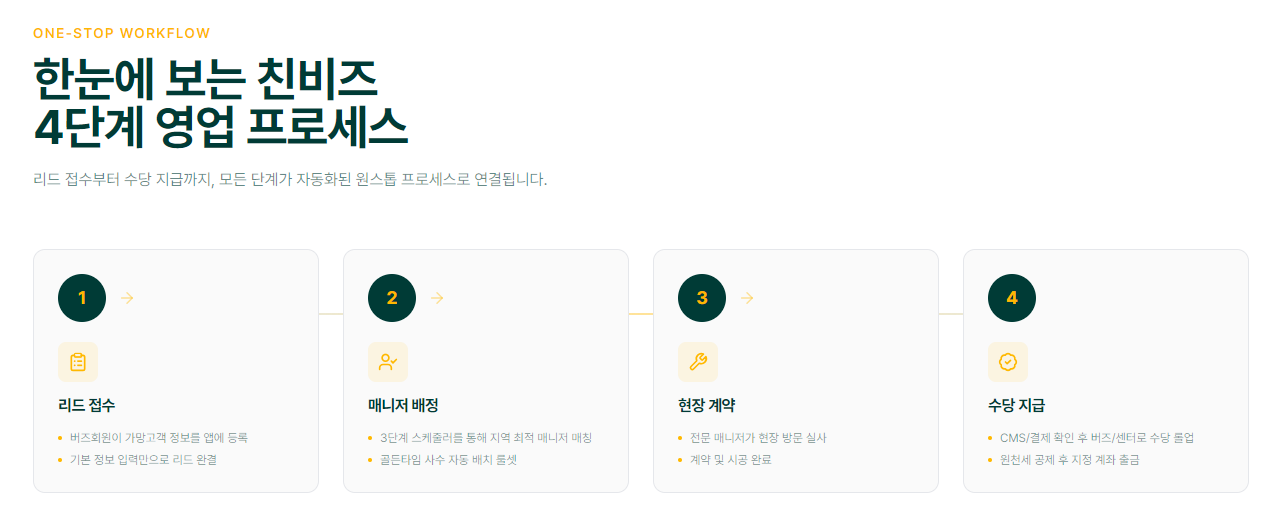 ONE-STOP WORKFLOW
한눈에 보는 친비즈
4단계 영업 프로세스
리드 접수부터 수당 지급까지, 모든 단계가 자동화된 원스톱 프로세스로 연결됩니다.
1
리드 접수
버즈회원이 가망고객 정보를 앱에 등록
기본 정보 입력만으로 리드 완결
2
매니저 배정
3단계 스케줄러를 통해 지역 최적 매니저 매칭
골든타임 사수 자동 배치 룰셋
3
현장 계약
전문 매니저가 현장 방문 실사
계약 및 시공 완료
4
수당 지급
CMS/결제 확인 후 버즈/센터로 수당 롤업
원천세 공제 후 지정 계좌 출금